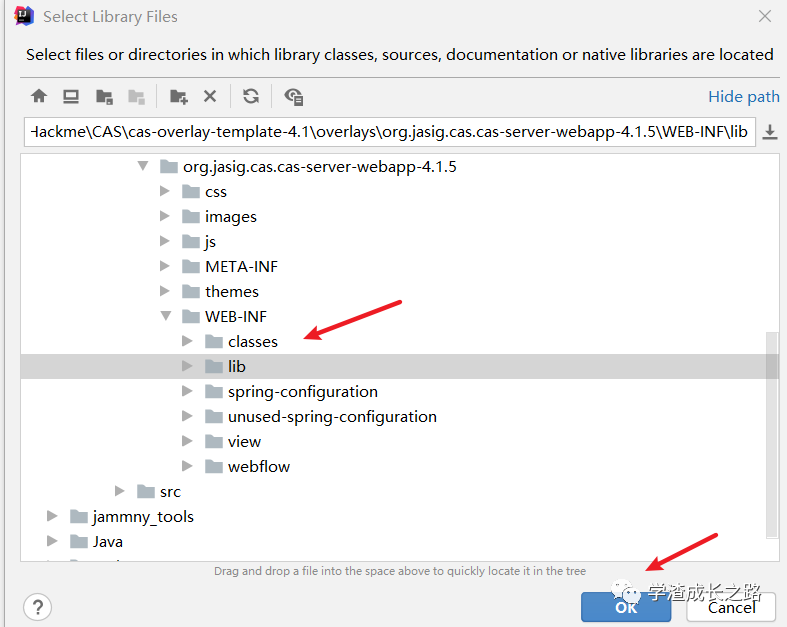 Select Library Files
Select files or directories in which library classes, sources, documentation or native libraries are located
Hide path
Hackme\CAS\cas-overlay-template-4.1\overlays\org.jasig.cas.cas-server-webapp-4.1.5\WEB-INF\lib
org.jasig.cas.cas-server-webapp-4.1.5
css
images
js
META-INF
themes
WEB-INF
classes
lib
spring-configuration
unused-spring-configuration
view
webflow
src
jammny_tools
Java
Drag and drop a file into the space above to quickly locate it in the tree
?
学渣成长之路
OK
Cancel